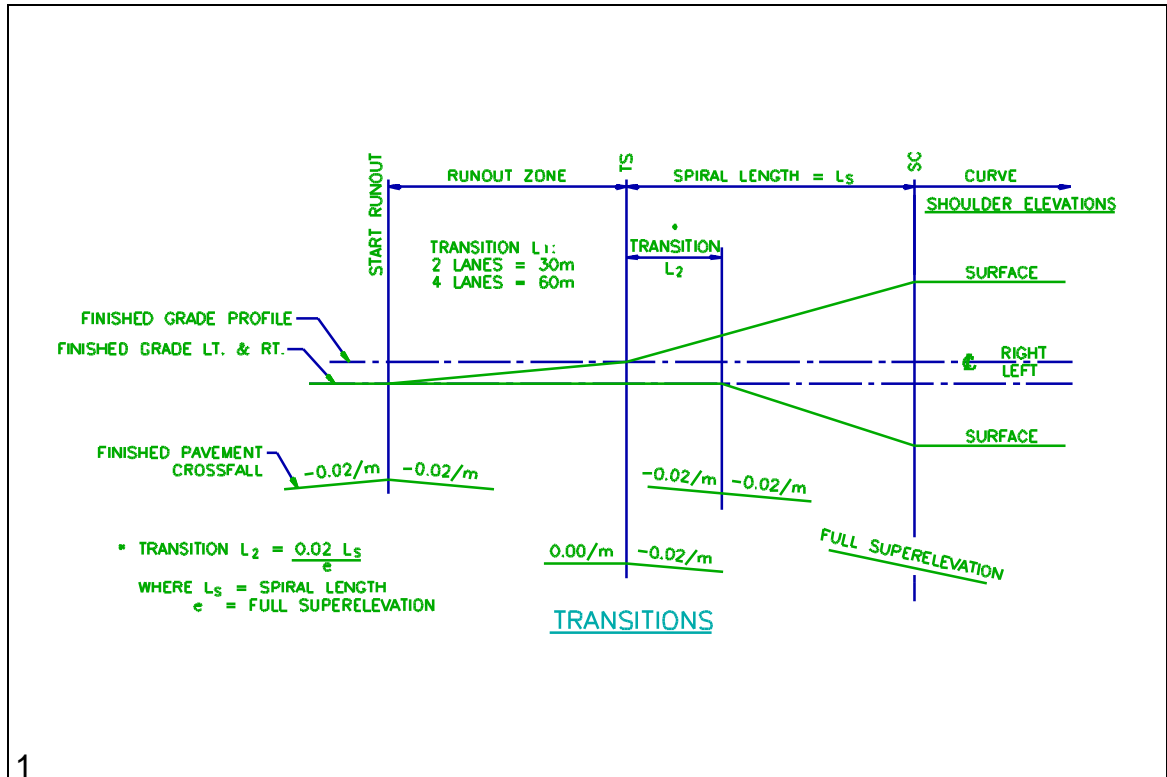 START RUNOUT
RUNOUT ZONE
TS
SPIRAL LENGTH = LS
SC
CURVE
SHOULDER ELEVATIONS
TRANSITION L1:
2 LANES = 30m
4 LANES = 60m
*
TRANSITION
L2
SURFACE
FINISHED GRADE PROFILE
FINISHED GRADE LT. & RT.
℄ RIGHT
LEFT
SURFACE
FINISHED PAVEMENT
CROSSFALL
-0.02/m -0.02/m
-0.02/m -0.02/m
0.00/m -0.02/m
FULL SUPERELEVATION
* TRANSITION L2 = 0.02 LS
e
WHERE LS = SPIRAL LENGTH
e = FULL SUPERELEVATION
TRANSITIONS
1